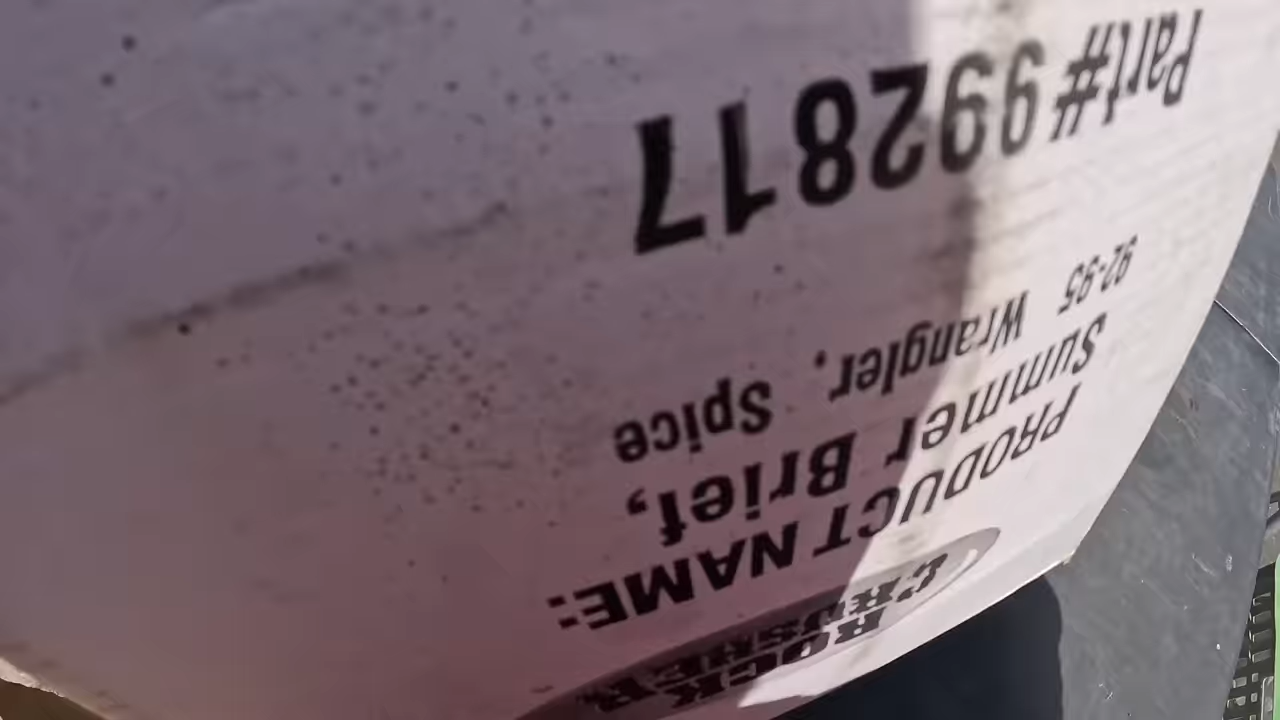 ROCK
CRUSHER
PRODUCT NAME:
Summer Brief,
92-95 Wrangler, Spice
Part# 992817